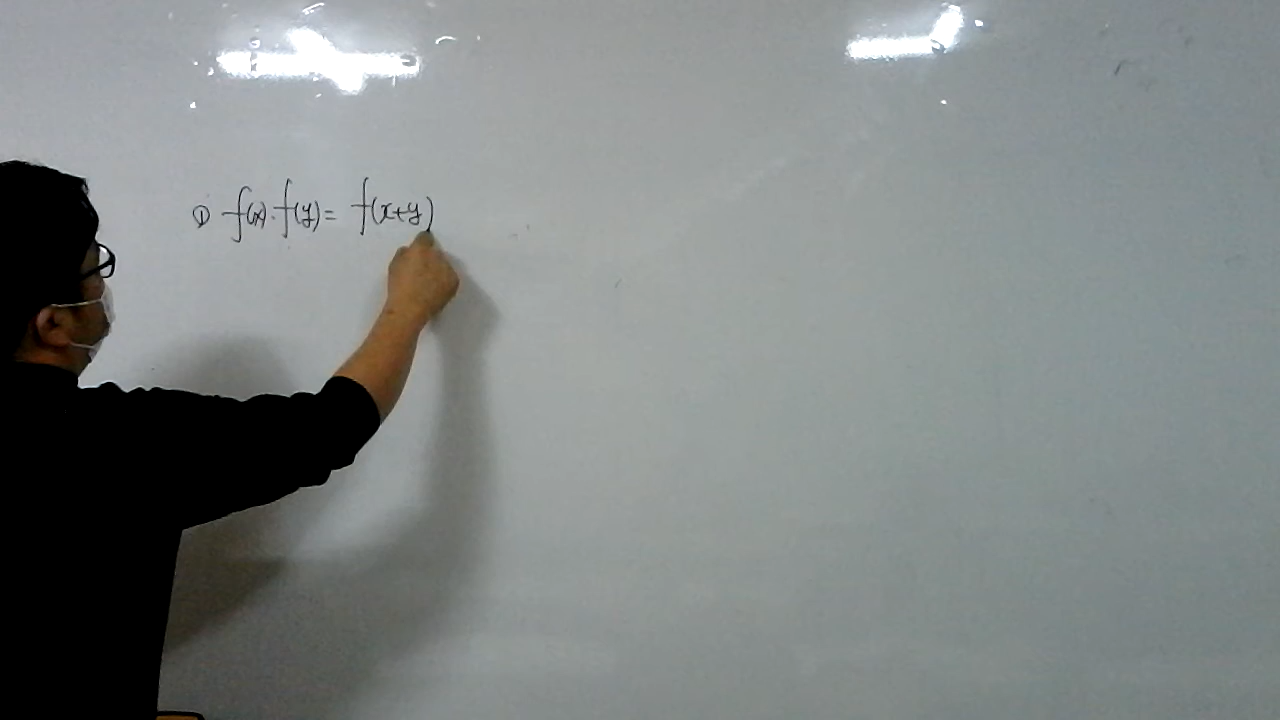 ① f(x)·f(y) = f(x+y)